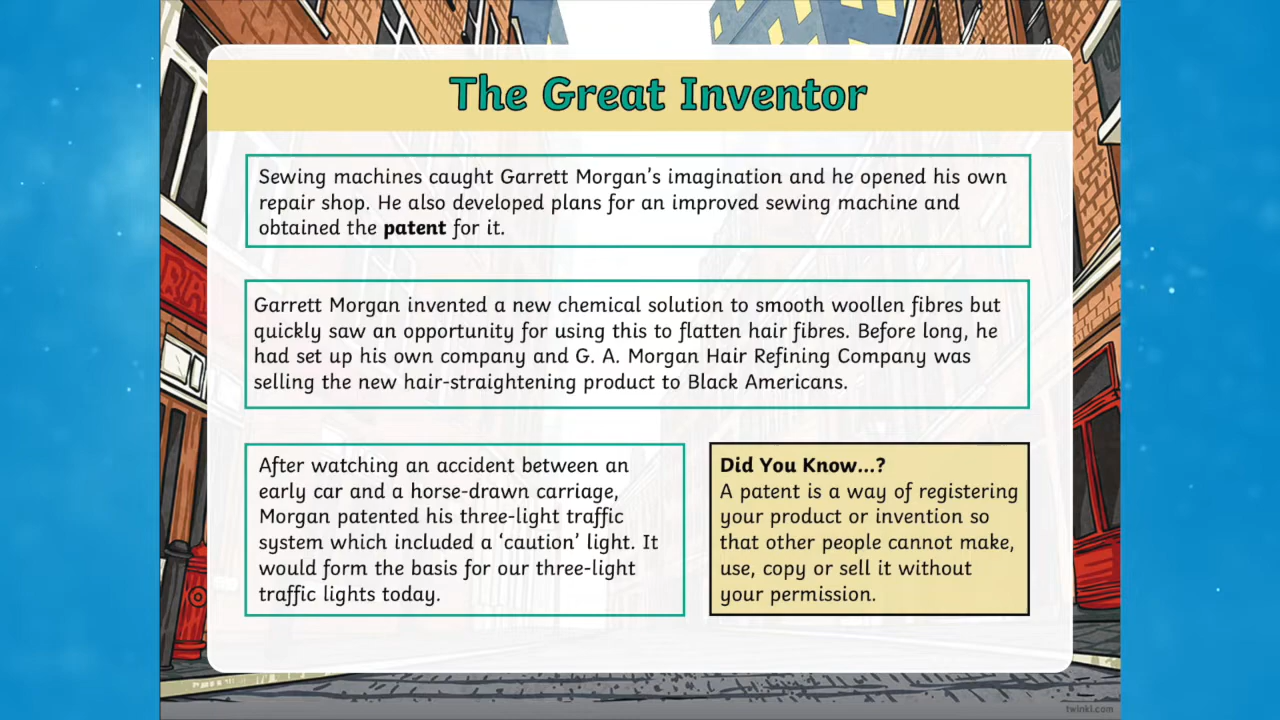 The Great Inventor
Sewing machines caught Garrett Morgan's imagination and he opened his own
repair shop. He also developed plans for an improved sewing machine and
obtained the patent for it.
Garrett Morgan invented a new chemical solution to smooth woollen fibres but
quickly saw an opportunity for using this to flatten hair fibres. Before long, he
had set up his own company and G. A. Morgan Hair Refining Company was
selling the new hair-straightening product to Black Americans.
After watching an accident between an
early car and a horse-drawn carriage,
Morgan patented his three-light traffic
system which included a ‘caution’ light. It
would form the basis for our three-light
traffic lights today.
Did You Know...?
A patent is a way of registering
your product or invention so
that other people cannot make,
use, copy or sell it without
your permission.
twinkl.com